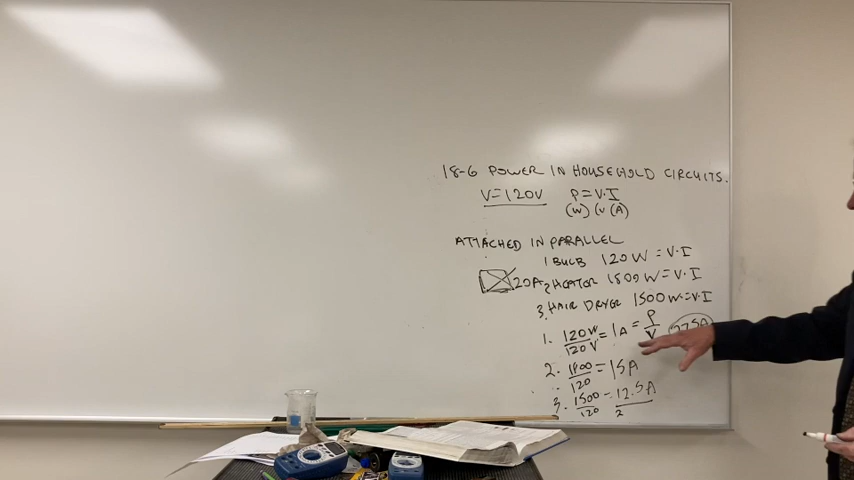 18-6 POWER IN HOUSEHOLD CIRCUITS.
V=120V P=V·I
(W) (V (A)
ATTACHED IN PARALLEL
1 BULB 120W = V·I
20A 2 HEATER 1800W = V·I
3. HAIR DRYER 1500W = V·I
1. 120W/120V = 1A = P/V
2. 1800/120 = 15A
3. 1500/120 = 12.5A
2